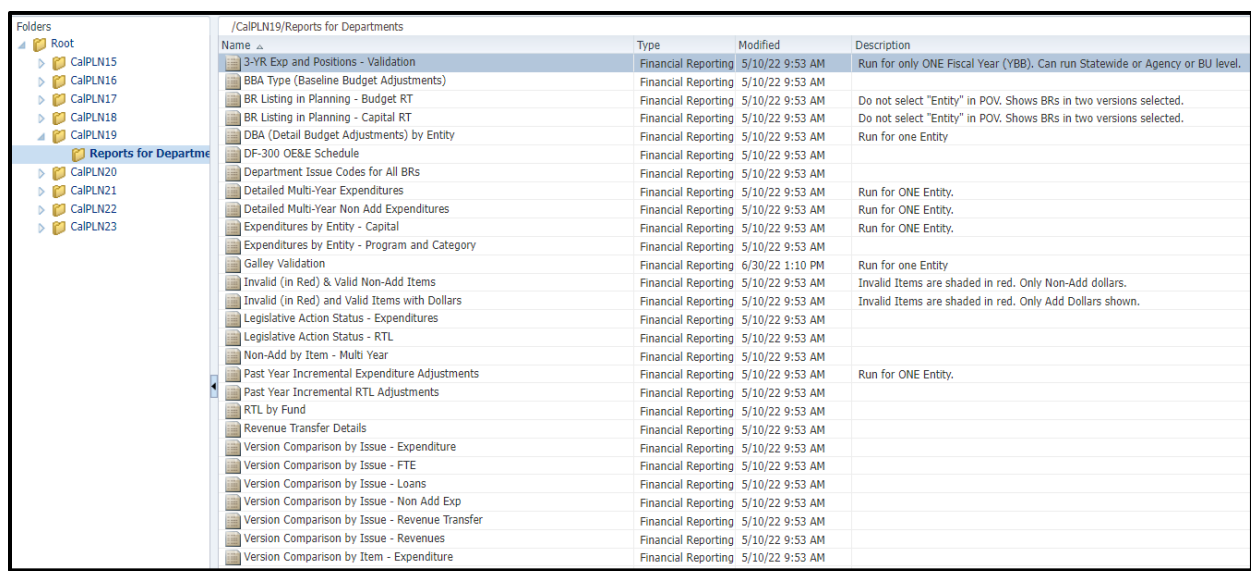 Folders
Root
CalPLN15
CalPLN16
CalPLN17
CalPLN18
CalPLN19
Reports for Departme
CalPLN20
CalPLN21
CalPLN22
CalPLN23
/CalPLN19/Reports for Departments
Name Type Modified Description
3-YR Exp and Positions - Validation Financial Reporting 5/10/22 9:53 AM Run for only ONE Fiscal Year (YBB). Can run Statewide or Agency or BU level.
BBA Type (Baseline Budget Adjustments) Financial Reporting 5/10/22 9:53 AM
BR Listing in Planning - Budget RT Financial Reporting 5/10/22 9:53 AM Do not select "Entity" in POV. Shows BRs in two versions selected.
BR Listing in Planning - Capital RT Financial Reporting 5/10/22 9:53 AM Do not select "Entity" in POV. Shows BRs in two versions selected.
DBA (Detail Budget Adjustments) by Entity Financial Reporting 5/10/22 9:53 AM Run for one Entity
DF-300 OE&E Schedule Financial Reporting 5/10/22 9:53 AM
Department Issue Codes for All BRs Financial Reporting 5/10/22 9:53 AM
Detailed Multi-Year Expenditures Financial Reporting 5/10/22 9:53 AM Run for ONE Entity.
Detailed Multi-Year Non Add Expenditures Financial Reporting 5/10/22 9:53 AM Run for ONE Entity.
Expenditures by Entity - Capital Financial Reporting 5/10/22 9:53 AM Run for ONE Entity.
Expenditures by Entity - Program and Category Financial Reporting 5/10/22 9:53 AM
Galley Validation Financial Reporting 6/30/22 1:10 PM Run for one Entity
Invalid (in Red) & Valid Non-Add Items Financial Reporting 5/10/22 9:53 AM Invalid Items are shaded in red. Only Non-Add dollars.
Invalid (in Red) and Valid Items with Dollars Financial Reporting 5/10/22 9:53 AM Invalid Items are shaded in red. Only Add Dollars shown.
Legislative Action Status - Expenditures Financial Reporting 5/10/22 9:53 AM
Legislative Action Status - RTL Financial Reporting 5/10/22 9:53 AM
Non-Add by Item - Multi Year Financial Reporting 5/10/22 9:53 AM
Past Year Incremental Expenditure Adjustments Financial Reporting 5/10/22 9:53 AM Run for ONE Entity.
Past Year Incremental RTL Adjustments Financial Reporting 5/10/22 9:53 AM
RTL by Fund Financial Reporting 5/10/22 9:53 AM
Revenue Transfer Details Financial Reporting 5/10/22 9:53 AM
Version Comparison by Issue - Expenditure Financial Reporting 5/10/22 9:53 AM
Version Comparison by Issue - FTE Financial Reporting 5/10/22 9:53 AM
Version Comparison by Issue - Loans Financial Reporting 5/10/22 9:53 AM
Version Comparison by Issue - Non Add Exp Financial Reporting 5/10/22 9:53 AM
Version Comparison by Issue - Revenue Transfer Financial Reporting 5/10/22 9:53 AM
Version Comparison by Issue - Revenues Financial Reporting 5/10/22 9:53 AM
Version Comparison by Item - Expenditure Financial Reporting 5/10/22 9:53 AM